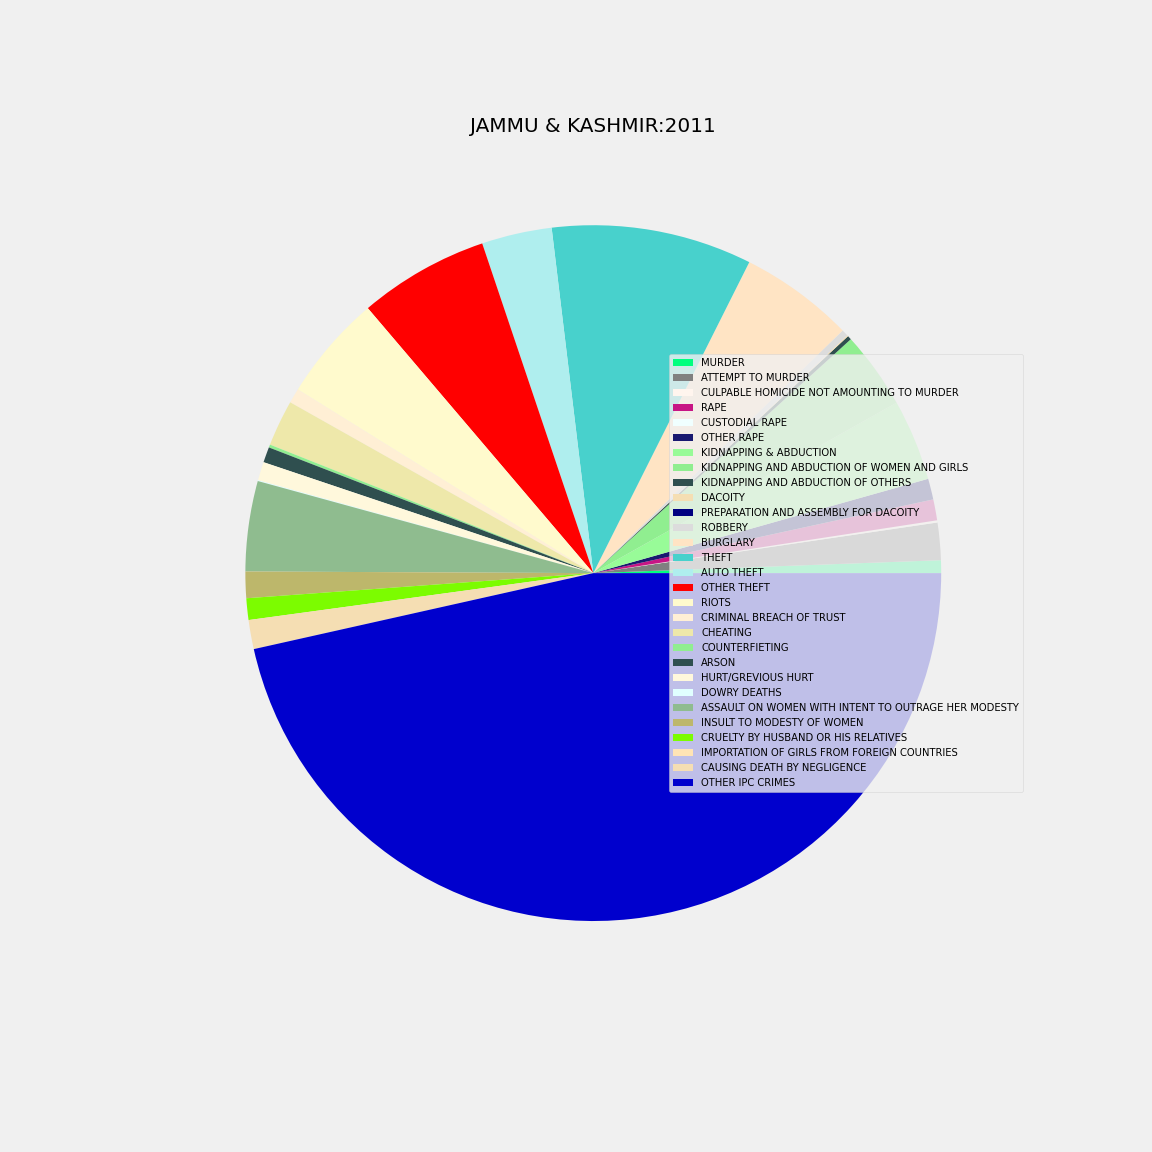 JAMMU & KASHMIR:2011
MURDER
ATTEMPT TO MURDER
CULPABLE HOMICIDE NOT AMOUNTING TO MURDER
RAPE
CUSTODIAL RAPE
OTHER RAPE
KIDNAPPING & ABDUCTION
KIDNAPPING AND ABDUCTION OF WOMEN AND GIRLS
KIDNAPPING AND ABDUCTION OF OTHERS
DACOITY
PREPARATION AND ASSEMBLY FOR DACOITY
ROBBERY
BURGLARY
THEFT
AUTO THEFT
OTHER THEFT
RIOTS
CRIMINAL BREACH OF TRUST
CHEATING
COUNTERFIETING
ARSON
HURT/GREVIOUS HURT
DOWRY DEATHS
ASSAULT ON WOMEN WITH INTENT TO OUTRAGE HER MODESTY
INSULT TO MODESTY OF WOMEN
CRUELTY BY HUSBAND OR HIS RELATIVES
IMPORTATION OF GIRLS FROM FOREIGN COUNTRIES
CAUSING DEATH BY NEGLIGENCE
OTHER IPC CRIMES